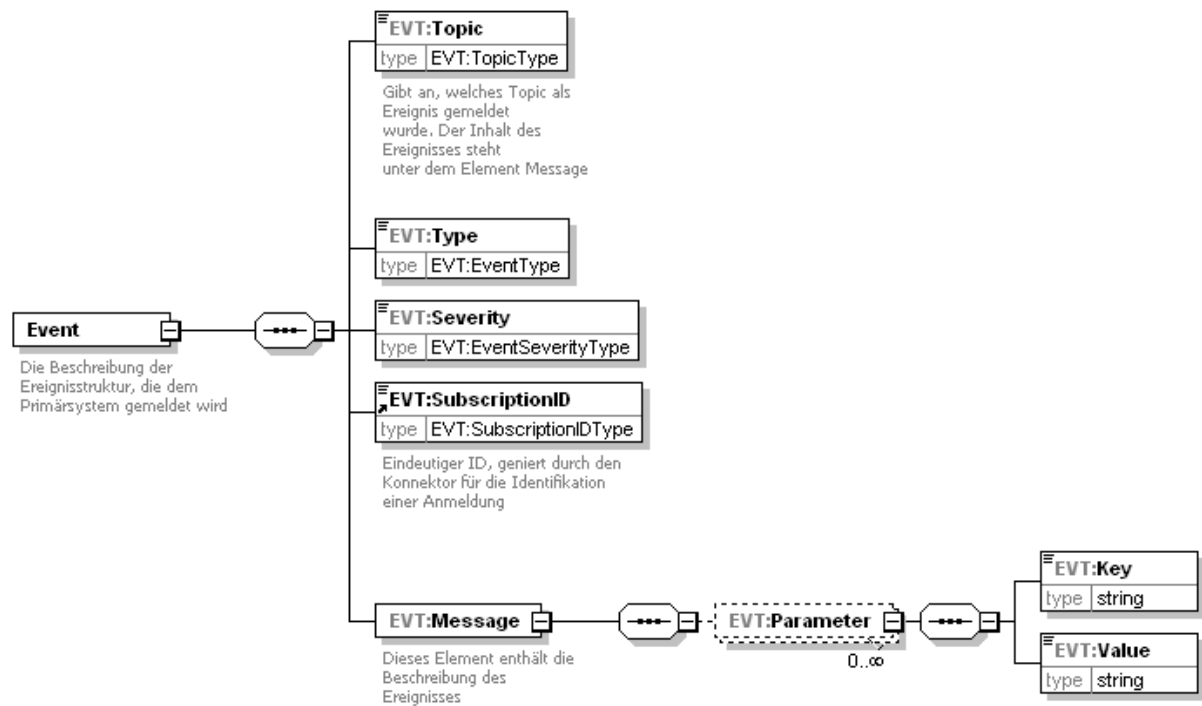 EVT:Topic
type EVT:TopicType
Gibt an, welches Topic als
Ereignis gemeldet
wurde. Der Inhalt des
Ereignisses steht
unter dem Element Message
EVT:Type
type EVT:EventType
Event
Die Beschreibung der
Ereignisstruktur, die dem
Primärsystem gemeldet wird
EVT:Severity
type EVT:EventSeverityType
EVT:SubscriptionID
type EVT:SubscriptionIDType
Eindeutiger ID, geniert durch den
Konnektor für die Identifikation
einer Anmeldung
EVT:Message
Dieses Element enthält die
Beschreibung des
Ereignisses
EVT:Parameter
0..∞
EVT:Key
type string
EVT:Value
type string